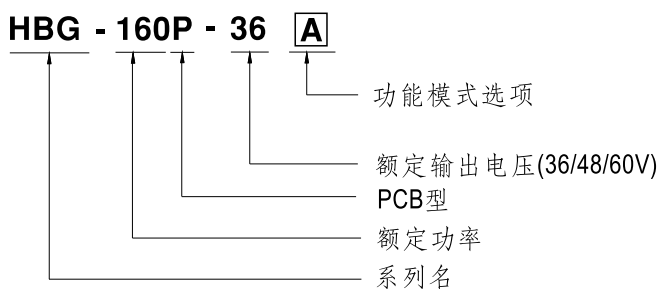 HBG - 160P - 36 A
功能模式选项
额定输出电压(36/48/60V)
PCB型
额定功率
系列名